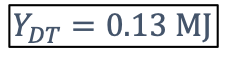 Y_DT = 0.13 MJ